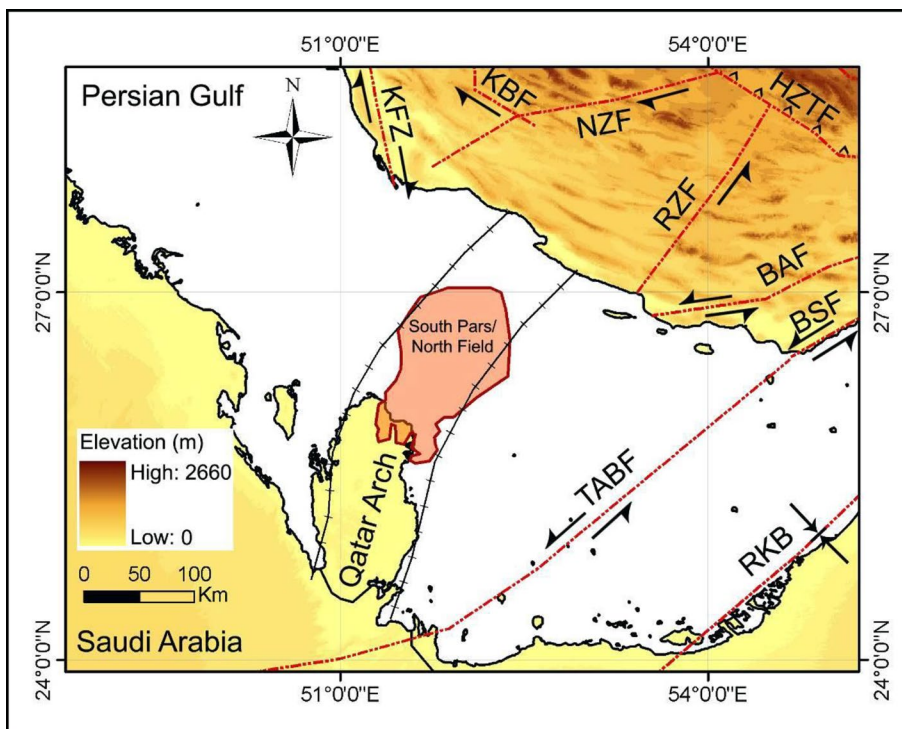 51°0'0"E
54°0'0"E
Persian Gulf
N
KFZ
KBF
NZF
HZTF
RZF
BAF
BSF
27°0'0"N
27°0'0"N
South Pars/
North Field
Elevation (m)
High: 2660
Low: 0
0 50 100
Km
Qatar Arch
TABF
RKB
Saudi Arabia
24°0'0"N
24°0'0"N
51°0'0"E
54°0'0"E